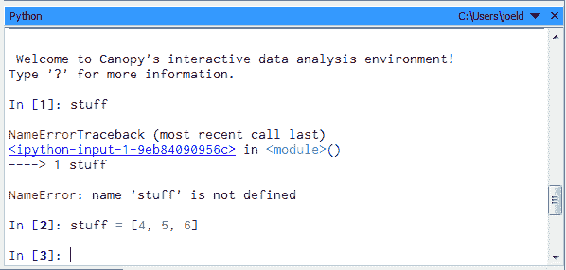 Python
C:\Users\joeld
Welcome to Canopy's interactive data analysis environment!
Type '?' for more information.
In [1]: stuff
NameErrorTraceback (most recent call last)
<ipython-input-1-9eb84090956c> in <module>()
----> 1 stuff
NameError: name 'stuff' is not defined
In [2]: stuff = [4, 5, 6]
In [3]: